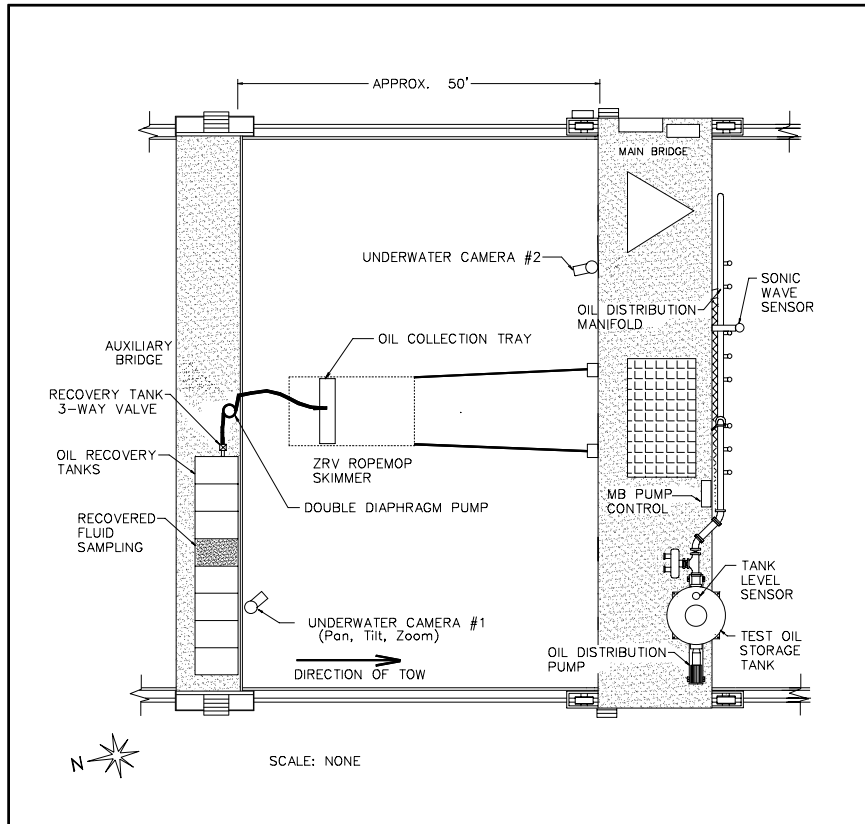 APPROX. 50'
MAIN BRIDGE
UNDERWATER CAMERA #2
SONIC
WAVE
SENSOR
OIL DISTRIBUTION
MANIFOLD
OIL COLLECTION TRAY
AUXILIARY
BRIDGE
RECOVERY TANK
3-WAY VALVE
OIL RECOVERY
TANKS
ZRV ROPEMOP
SKIMMER
DOUBLE DIAPHRAGM PUMP
MB PUMP
CONTROL
RECOVERED
FLUID
SAMPLING
TANK
LEVEL
SENSOR
UNDERWATER CAMERA #1
(Pan, Tilt, Zoom)
TEST OIL
STORAGE
TANK
OIL DISTRIBUTION
PUMP
DIRECTION OF TOW
N
SCALE: NONE